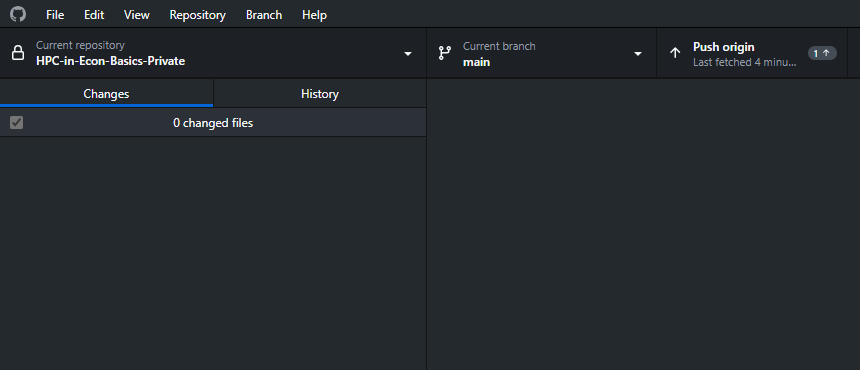 File Edit View Repository Branch Help
Current repository
HPC-in-Econ-Basics-Private
Current branch
main
Push origin
Last fetched 4 minu...
1
Changes History
0 changed files